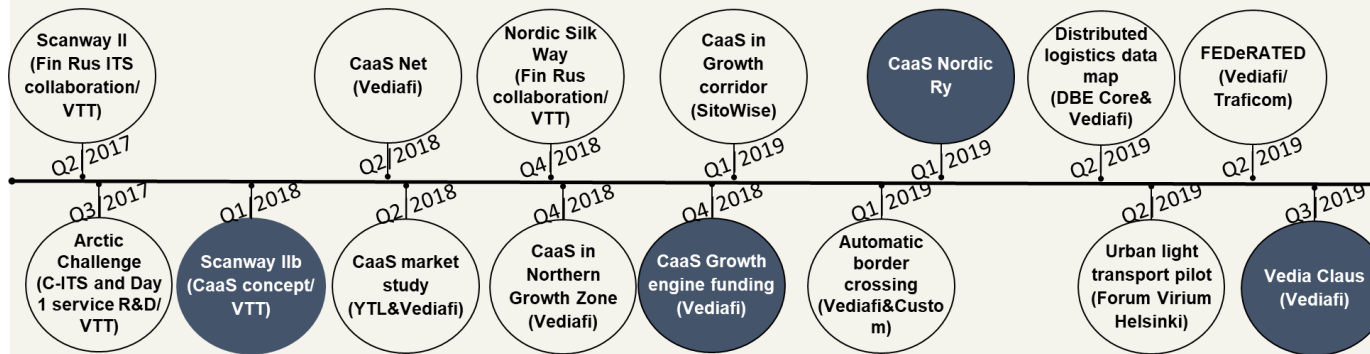 Scanway II
(Fin Rus ITS
collaboration/
VTT)
Q2/2017
CaaS Net
(Vediafi)
Q2/2018
Nordic Silk
Way
(Fin Rus
collaboration/
VTT)
Q4/2018
CaaS in
Growth
corridor
(SitoWise)
Q1/2019
CaaS Nordic
Ry
Q1/2019
Distributed
logistics data
map
(DBE Core&
Vediafi)
Q2/2019
FEDeRATED
(Vediafi/
Traficom)
Q2/2019
Q3/2017
Arctic
Challenge
(C-ITS and Day
1 service R&D/
VTT)
Q1/2018
Scanway IIb
(CaaS concept/
VTT)
Q2/2018
CaaS market
study
(YTL&Vediafi)
Q4/2018
CaaS in
Northern
Growth Zone
(Vediafi)
Q4/2018
CaaS Growth
engine funding
(Vediafi)
Q1/2019
Automatic
border
crossing
(Vediafi&Custo
m)
Q2/2019
Urban light
transport pilot
(Forum Virium
Helsinki)
Q3/2019
Vedia Claus
(Vediafi)